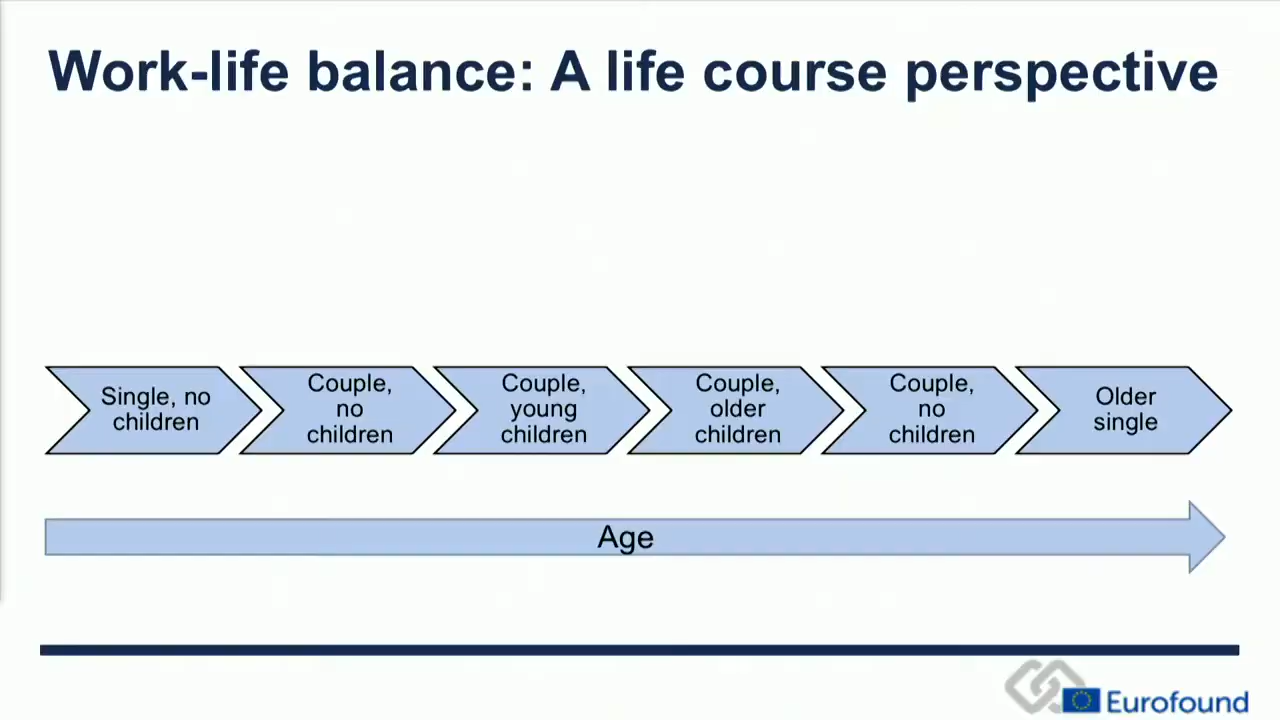 Work-life balance: A life course perspective
Single, no
children
Couple,
no
children
Couple,
young
children
Couple,
older
children
Couple,
no
children
Older
single
Age
Eurofound